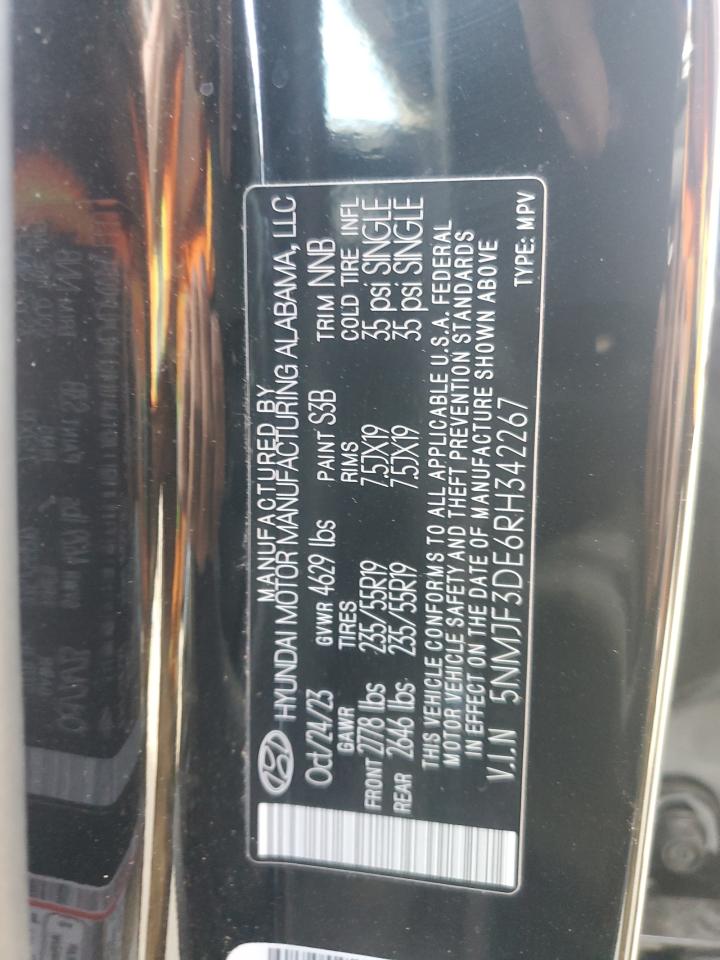 MANUFACTURED BY
HYUNDAI MOTOR MANUFACTURING ALABAMA, LLC
Oct/24/23 GVWR 4629 lbs PAINT S3B TRIM NNB
GAWR TIRES RIMS COLD TIRE INFL
FRONT 2778 lbs 235/55R19 7.5JX19 35 psi SINGLE
REAR 2646 lbs 235/55R19 7.5JX19 35 psi SINGLE
THIS VEHICLE CONFORMS TO ALL APPLICABLE U.S.A. FEDERAL
MOTOR VEHICLE SAFETY AND THEFT PREVENTION STANDARDS
IN EFFECT ON THE DATE OF MANUFACTURE SHOWN ABOVE
V.I.N 5NMJF3DE6RH342267 TYPE: MPV